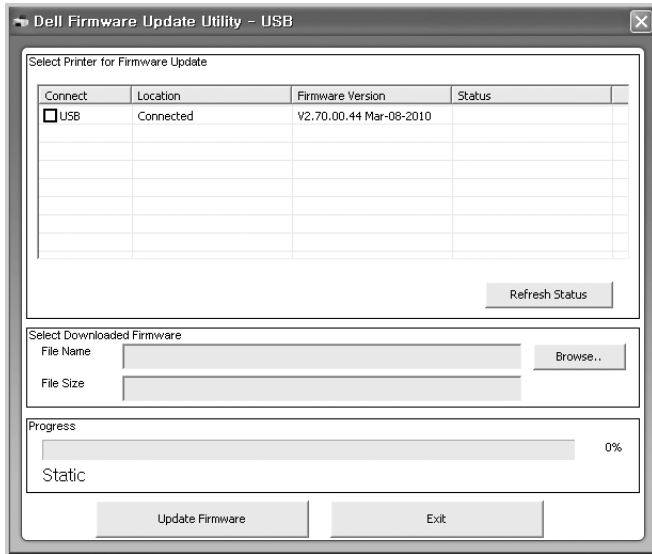 Dell Firmware Update Utility - USB
Select Printer for Firmware Update
Connect Location Firmware Version Status
USB Connected V2.70.00.44 Mar-08-2010
Refresh Status
Select Downloaded Firmware
File Name Browse..
File Size
Progress
0%
Static
Update Firmware Exit